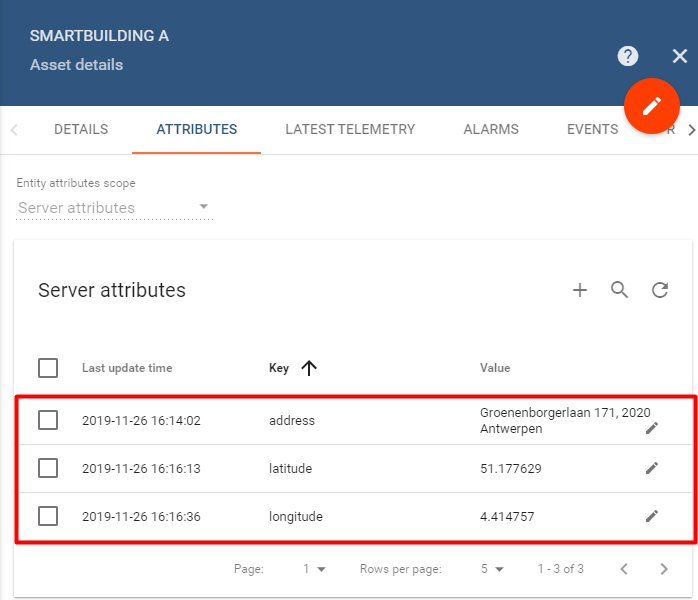 SMARTBUILDING A
Asset details
?
DETAILS ATTRIBUTES LATEST TELEMETRY ALARMS EVENTS R
Entity attributes scope
Server attributes
Server attributes
Last update time Key Value
2019-11-26 16:14:02 address Groenenborgerlaan 171, 2020
Antwerpen
2019-11-26 16:16:13 latitude 51.177629
2019-11-26 16:16:36 longitude 4.414757
Page: 1 Rows per page: 5 1 - 3 of 3